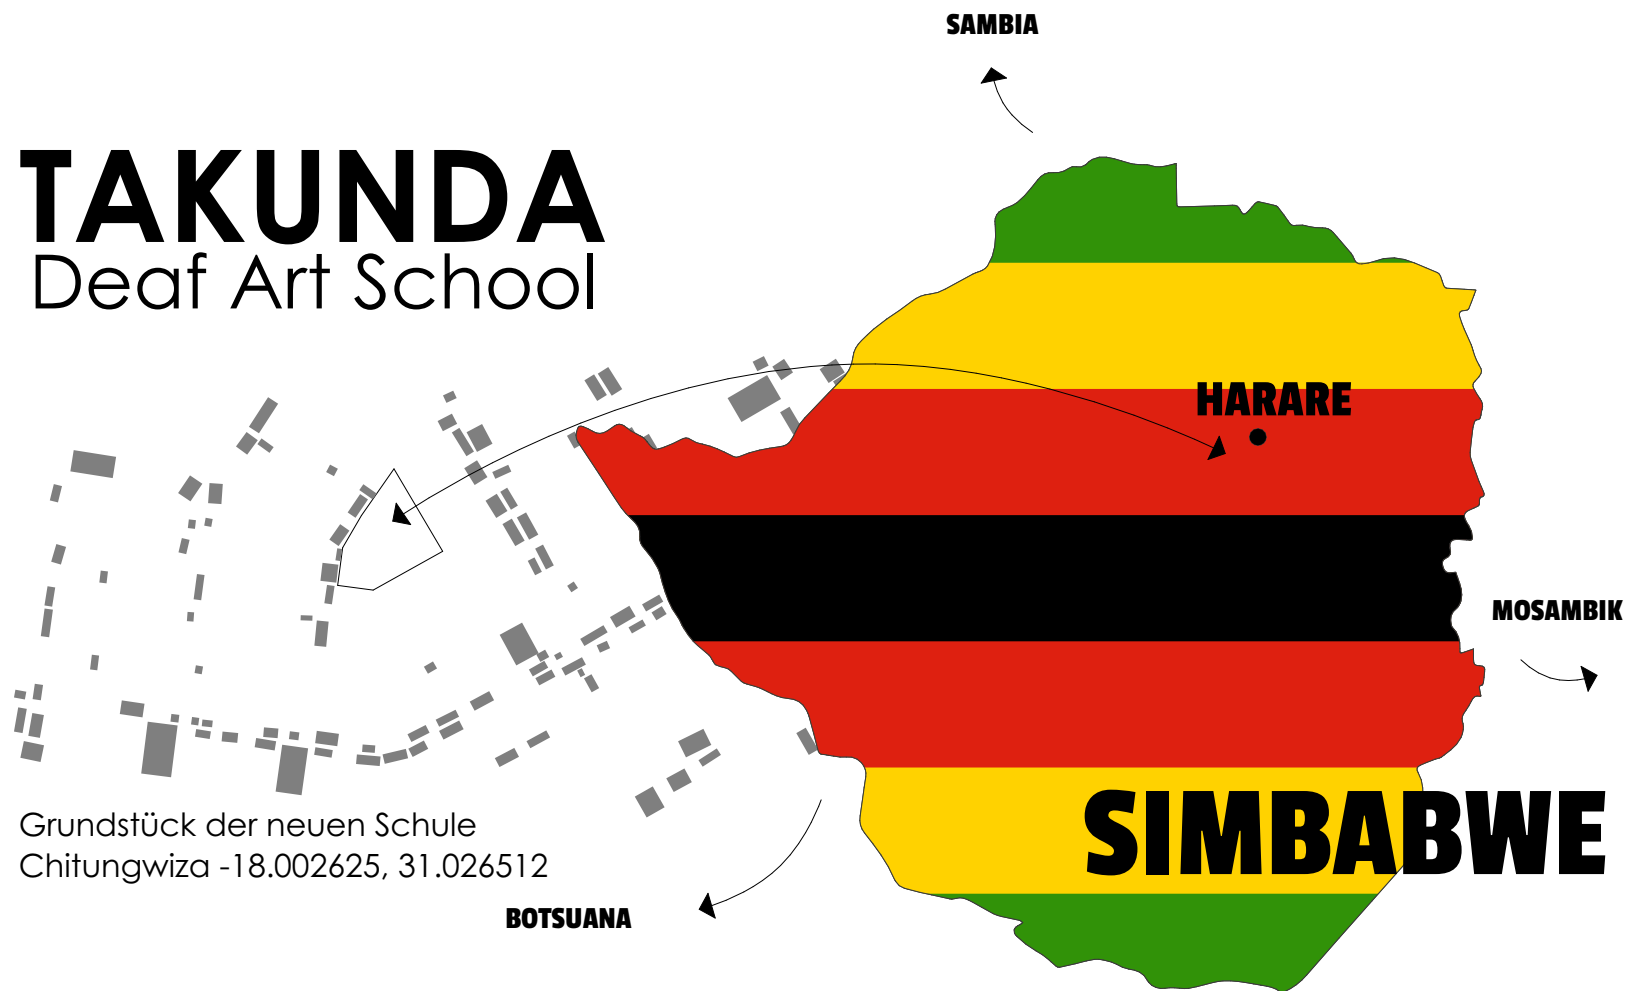 SAMBIA
TAKUNDA
Deaf Art School
HARARE
MOSAMBIK
SIMBABWE
Grundstück der neuen Schule
Chitungwiza -18.002625, 31.026512
BOTSUANA